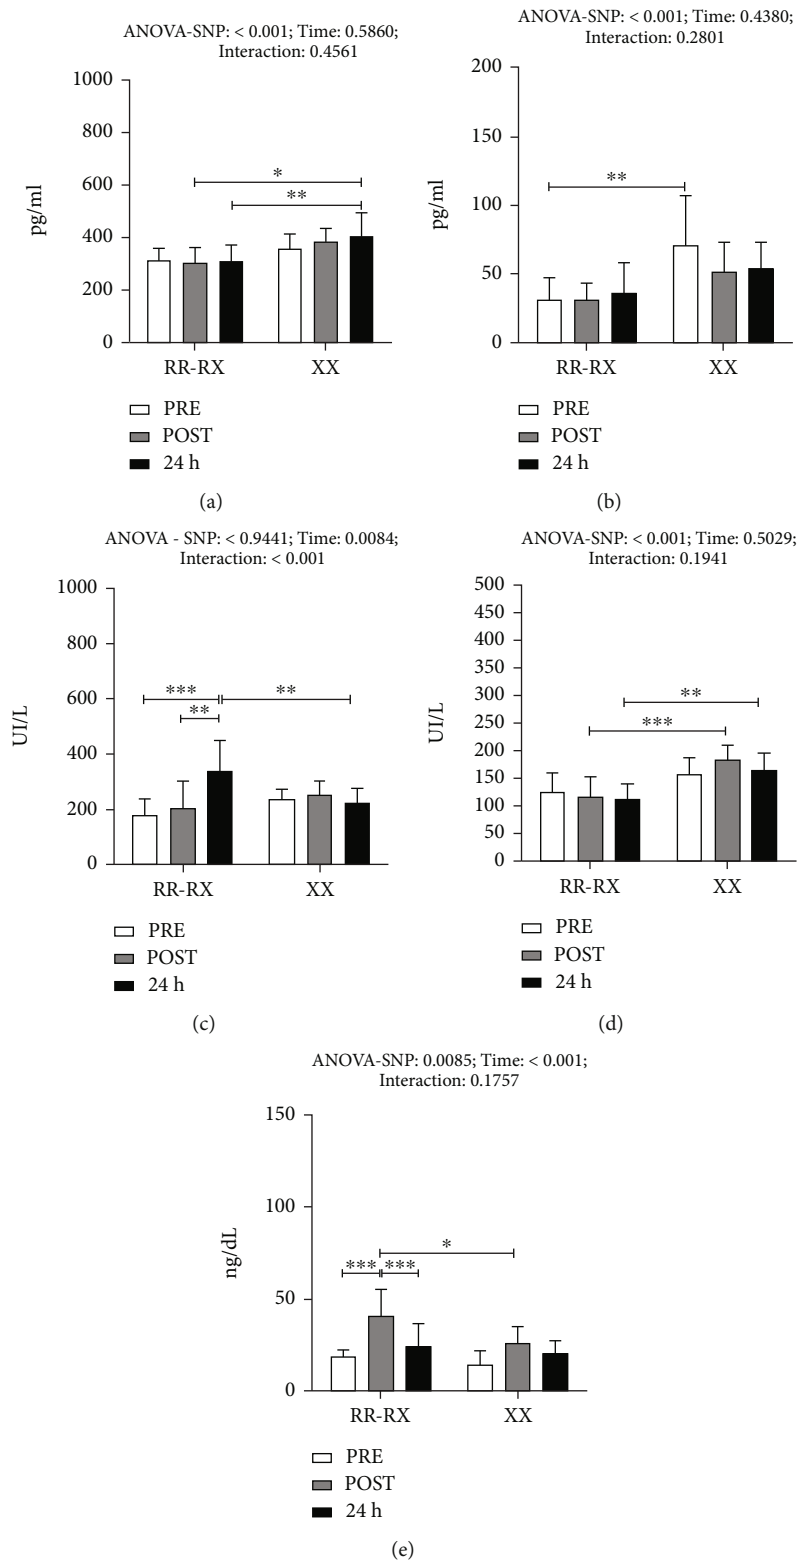 ANOVA-SNP: < 0.001; Time: 0.5860;
Interaction: 0.4561
1000
800
600
400
200
0
pg/ml
*
**
RR-RX
XX
PRE
POST
24 h
(a)
ANOVA-SNP: < 0.001; Time: 0.4380;
Interaction: 0.2801
200
150
100
50
0
pg/ml
**
RR-RX
XX
PRE
POST
24 h
(b)
ANOVA - SNP: < 0.9441; Time: 0.0084;
Interaction: < 0.001
1000
800
600
400
200
0
UI/L
***
**
**
RR-RX
XX
PRE
POST
24 h
(c)
ANOVA-SNP: < 0.001; Time: 0.5029;
Interaction: 0.1941
500
450
400
350
300
250
200
150
100
50
0
UI/L
**
***
RR-RX
XX
PRE
POST
24 h
(d)
ANOVA-SNP: 0.0085; Time: < 0.001;
Interaction: 0.1757
150
100
50
0
ng/dL
*
***
***
RR-RX
XX
PRE
POST
24 h
(e)